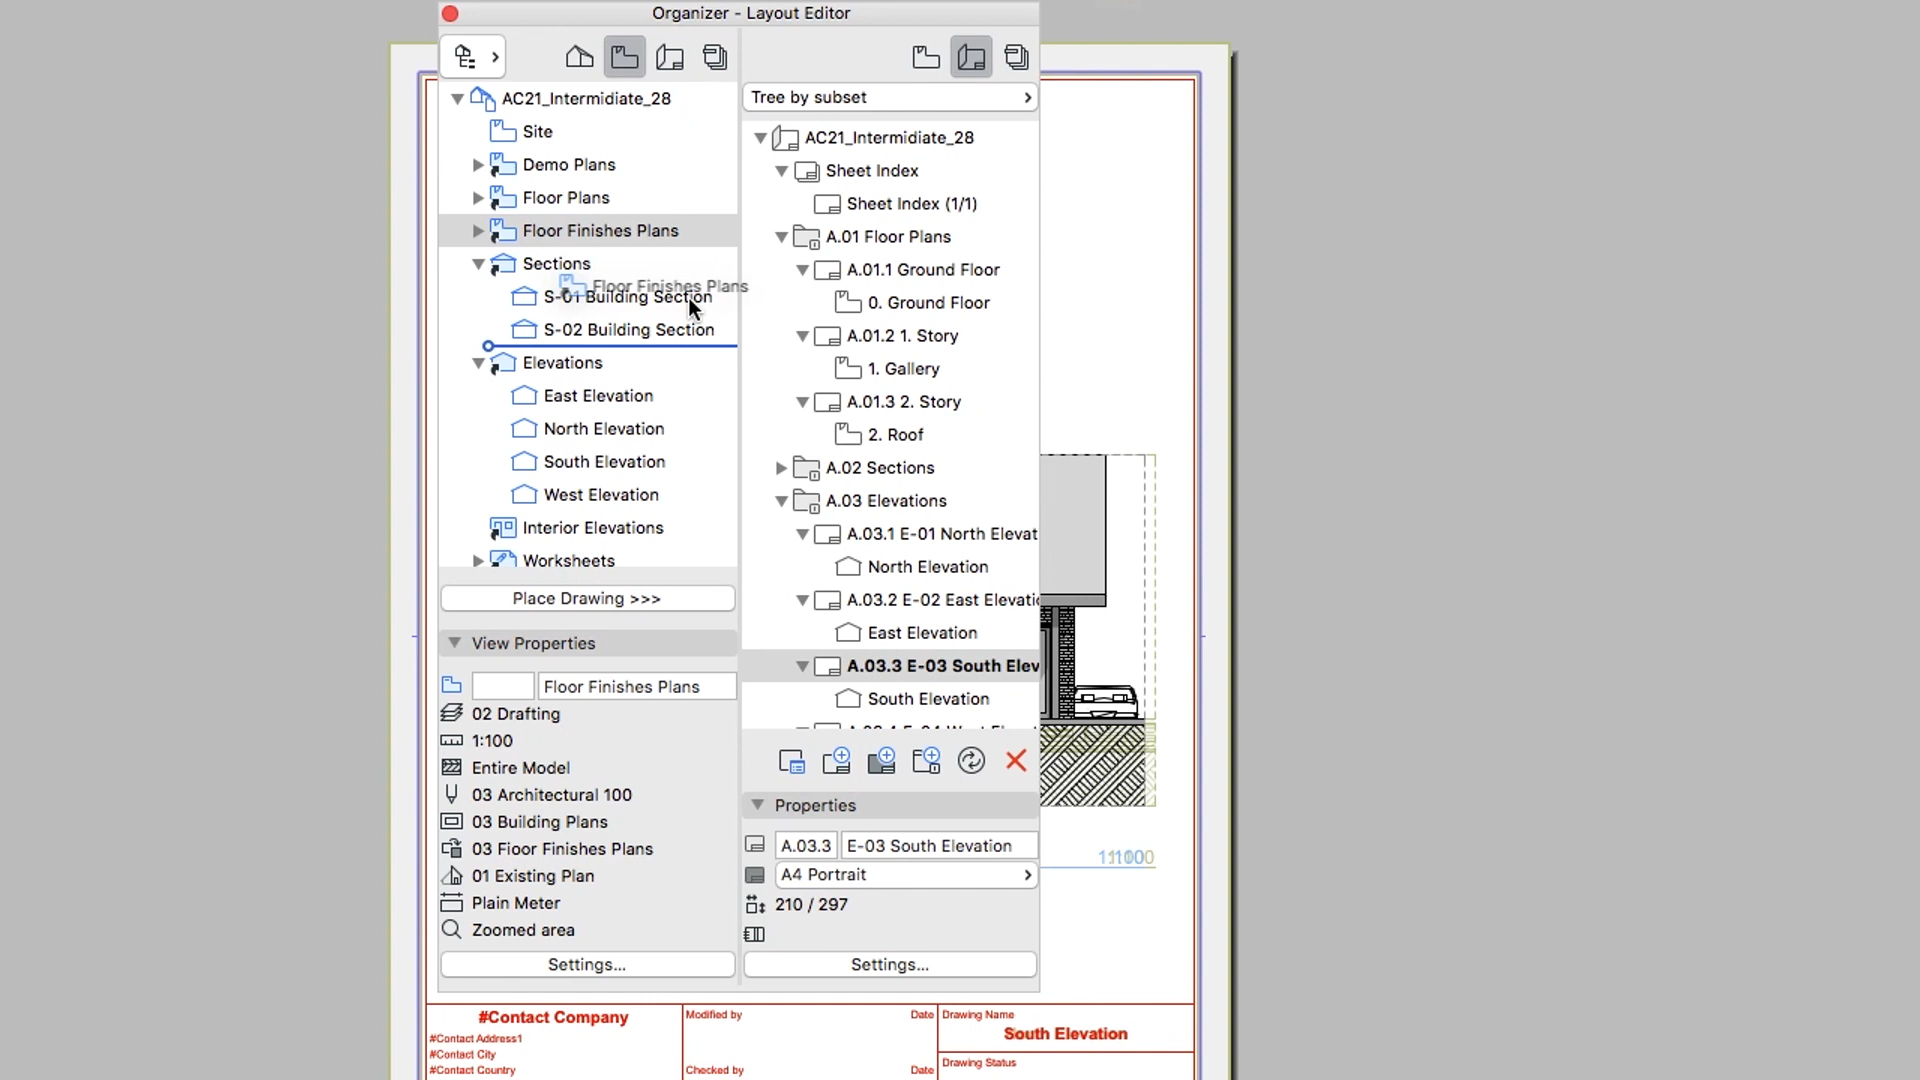 Organizer - Layout Editor
AC21_Intermidiate_28
Site
Demo Plans
Floor Plans
Floor Finishes Plans
Sections
Floor Finishes Plans
S-01 Building Section
S-02 Building Section
Elevations
East Elevation
North Elevation
South Elevation
West Elevation
Interior Elevations
Worksheets
Place Drawing >>>
View Properties
Floor Finishes Plans
02 Drafting
1:100
Entire Model
03 Architectural 100
03 Building Plans
03 Floor Finishes Plans
01 Existing Plan
Plain Meter
Zoomed area
Settings...
Tree by subset
AC21_Intermidiate_28
Sheet Index
Sheet Index (1/1)
A.01 Floor Plans
A.01.1 Ground Floor
0. Ground Floor
A.01.2 1. Story
1. Gallery
A.01.3 2. Story
2. Roof
A.02 Sections
A.03 Elevations
A.03.1 E-01 North Elevat
North Elevation
A.03.2 E-02 East Elevatio
East Elevation
A.03.3 E-03 South Elev
South Elevation
Properties
A.03.3 E-03 South Elevation
A4 Portrait
210 / 297
Settings...
#Contact Company
#Contact Address1
#Contact City
#Contact Country
Modified by Date
Checked by Date
Drawing Name
South Elevation
Drawing Status